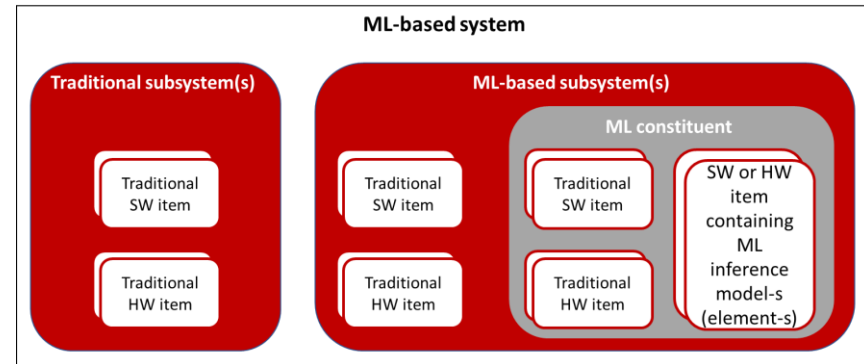 ML-based system
Traditional subsystem(s)
Traditional
SW item
Traditional
HW item
ML-based subsystem(s)
Traditional
SW item
Traditional
HW item
ML constituent
Traditional
SW item
Traditional
HW item
SW or HW
item
containing
ML
inference
model-s
(element-s)